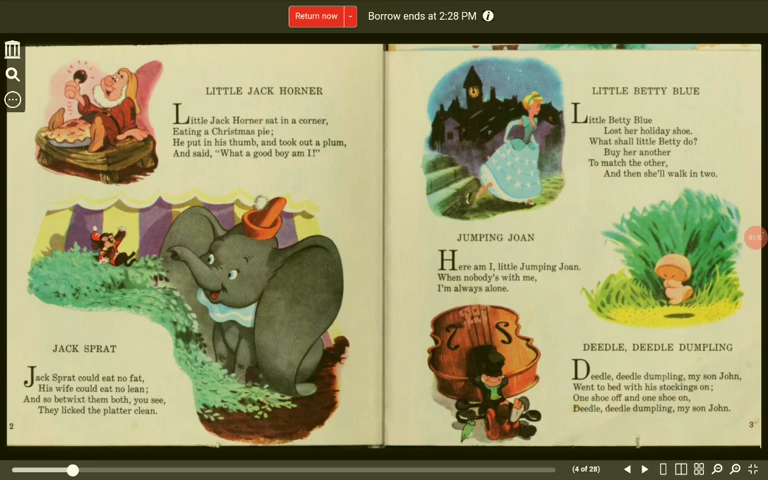 Return now
Borrow ends at 2:28 PM
LITTLE JACK HORNER
Little Jack Horner sat in a corner,
Eating a Christmas pie;
He put in his thumb, and took out a plum,
And said, "What a good boy am I!"
JACK SPRAT
Jack Sprat could eat no fat,
His wife could eat no lean;
And so betwixt them both, you see,
They licked the platter clean.
2
LITTLE BETTY BLUE
Little Betty Blue
Lost her holiday shoe.
What shall little Betty do?
Buy her another
To match the other,
And then she'll walk in two.
JUMPING JOAN
Here am I, little Jumping Joan.
When nobody's with me,
I'm always alone.
DEEDLE, DEEDLE DUMPLING
Deedle, deedle dumpling, my son John,
Went to bed with his stockings on;
One shoe off and one shoe on,
Deedle, deedle dumpling, my son John.
3
(4 of 28)